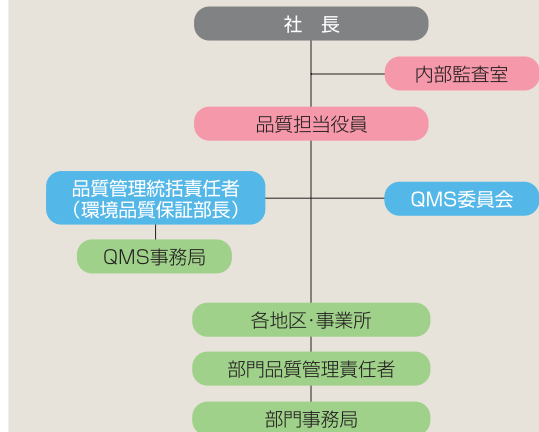 社　長
内部監査室
品質担当役員
品質管理統括責任者
（環境品質保証部長）
QMS委員会
QMS事務局
各地区・事業所
部門品質管理責任者
部門事務局